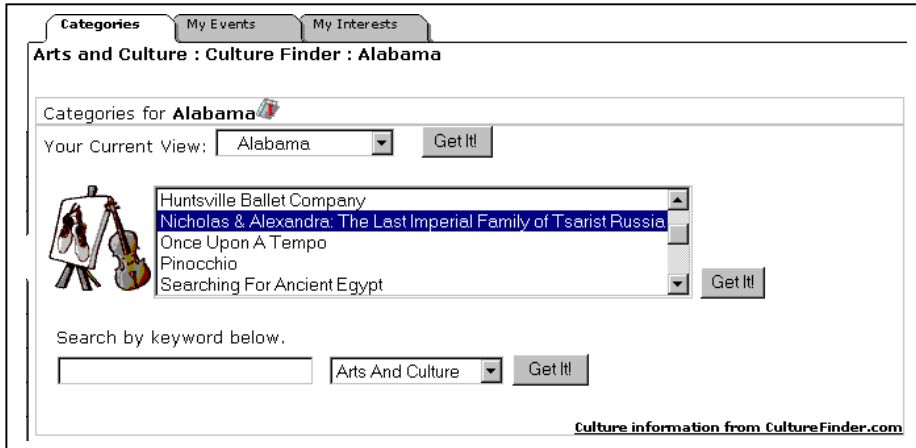 Categories My Events My Interests
Arts and Culture : Culture Finder : Alabama
Categories for Alabama
Your Current View: Alabama Get It!
Huntsville Ballet Company
Nicholas & Alexandra: The Last Imperial Family of Tsarist Russia
Once Upon A Tempo
Pinocchio
Searching For Ancient Egypt
Get It!
Search by keyword below.
Arts And Culture Get It!
Culture information from CultureFinder.com